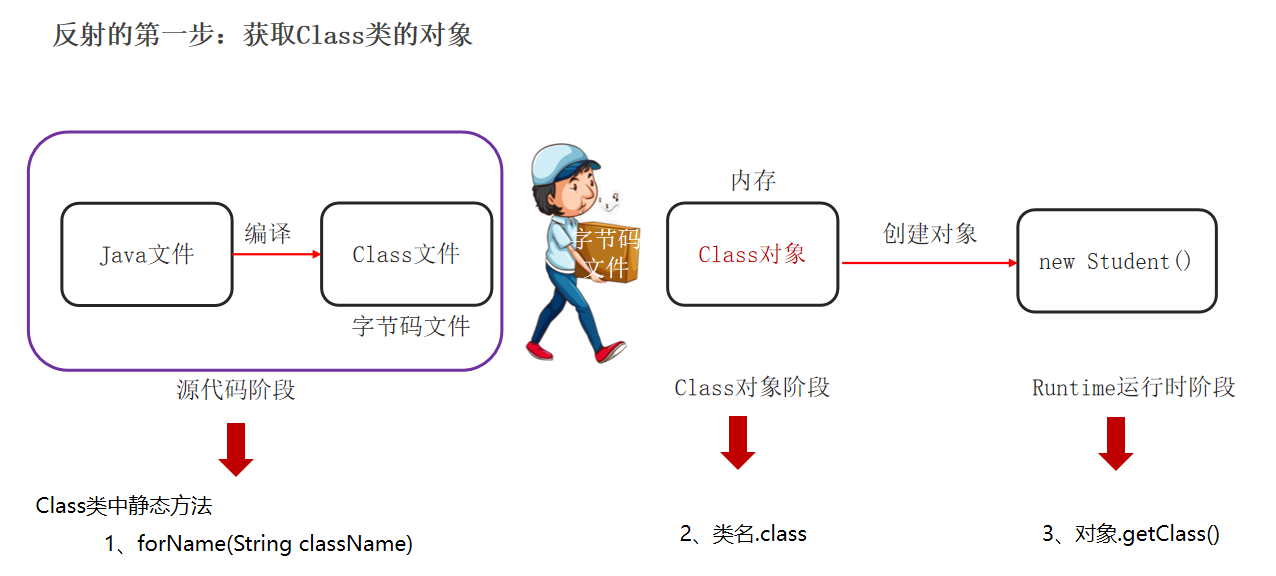 反射的第一步：获取Class类的对象
内存
Java文件
编译
Class文件
字节码
文件
Class对象
创建对象
new Student()
字节码文件
源代码阶段
Class对象阶段
Runtime运行时阶段
Class类中静态方法
1、forName(String className)
2、类名.class
3、对象.getClass()